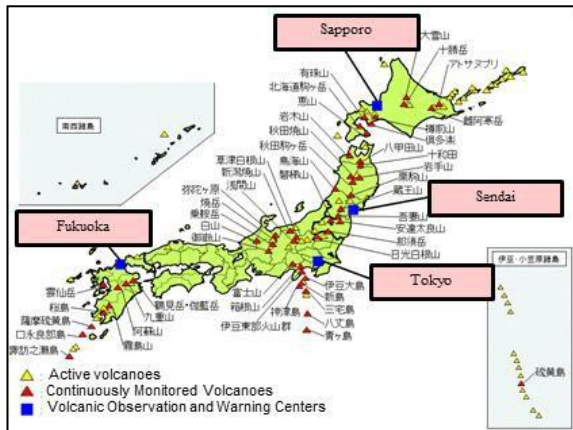 Sapporo
大雪山
十勝岳
アトサヌプリ
有珠山
北海道駒ヶ岳
恵山
岩木山
秋田焼山
秋田駒ヶ岳
雌阿寒岳
樽前山
倶多楽
八甲田山
十和田
岩手山
栗駒山
蔵王山
南西諸島
草津白根山
新潟焼山
浅間山
鳥海山
磐梯山
弥陀ヶ原
焼岳
乗鞍岳
白山
御嶽山
Sendai
吾妻山
安達太良山
那須岳
日光白根山
Fukuoka
Tokyo
伊豆・小笠原諸島
雲仙岳
桜島
薩摩硫黄島
口永良部島
諏訪之瀬島
鶴見岳・伽藍岳
九重山
阿蘇山
霧島山
富士山
箱根山
伊豆東部火山群
伊豆大島
新島
神津島
三宅島
八丈島
青ヶ島
硫黄島
Active volcanoes
Continuously Monitored Volcanoes
Volcanic Observation and Warning Centers